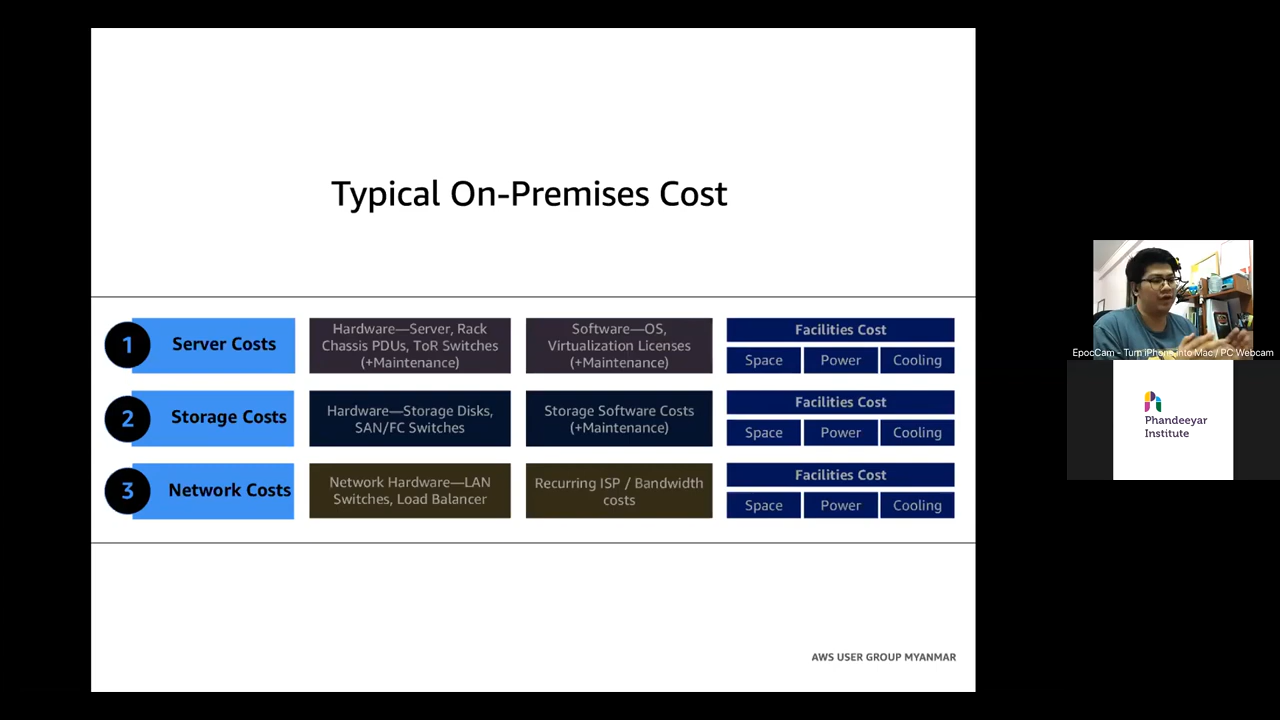 Typical On-Premises Cost
1
Server Costs
Hardware—Server, Rack
Chassis PDUs, ToR Switches
(+Maintenance)
Software—OS,
Virtualization Licenses
(+Maintenance)
Facilities Cost
Space
Power
Cooling
2
Storage Costs
Hardware—Storage Disks,
SAN/FC Switches
Storage Software Costs
(+Maintenance)
Facilities Cost
Space
Power
Cooling
3
Network Costs
Network Hardware—LAN
Switches, Load Balancer
Recurring ISP / Bandwidth
costs
Facilities Cost
Space
Power
Cooling
AWS USER GROUP MYANMAR
EpocCam - Turn iPhone into Mac / PC Webcam
Phandeeyar
Institute